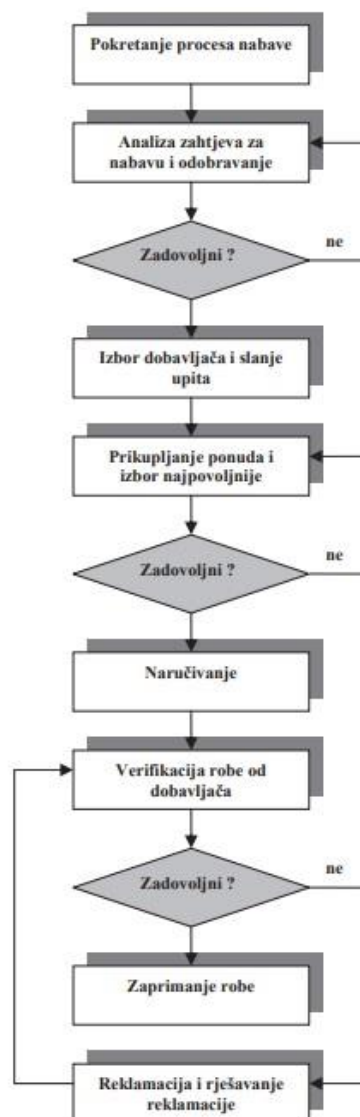 Pokretanje procesa nabave
Analiza zahtjeva za
nabavu i odobravanje
Zadovoljni ?
ne
Izbor dobavljača i slanje
upita
Prikupljanje ponuda i
izbor najpovoljnije
Zadovoljni ?
ne
Naručivanje
Verifikacija robe od
dobavljača
Zadovoljni ?
ne
Zaprimanje robe
Reklamacija i rješavanje
reklamacije